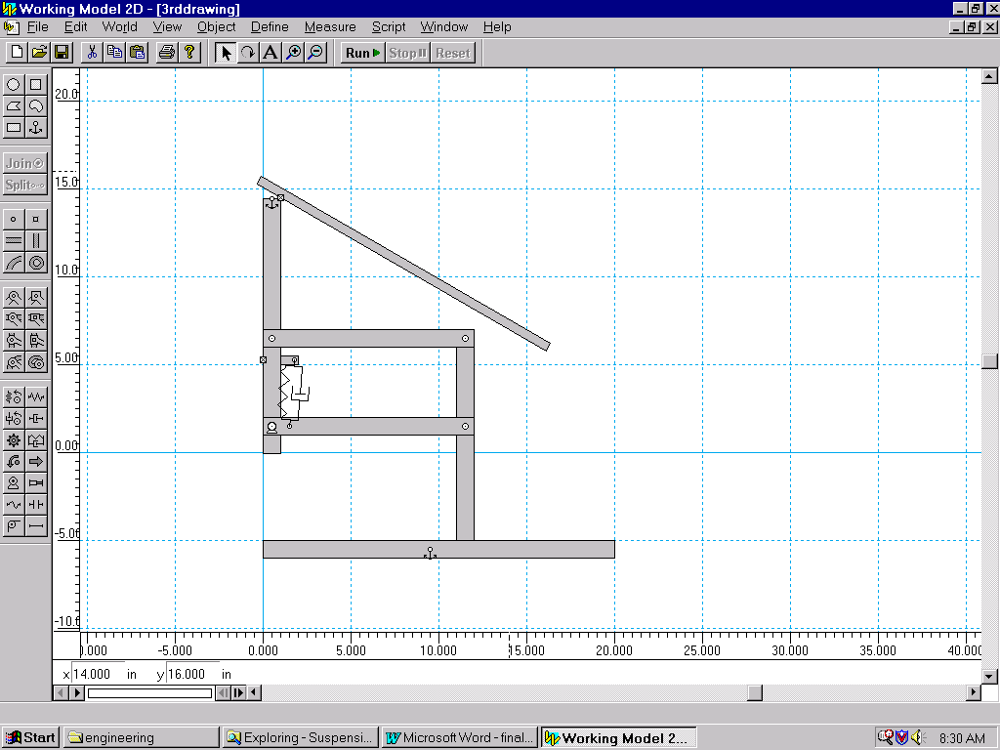 Working Model 2D - [3rddrawing]
File Edit World View Object Define Measure Script Window Help
Run Stop Reset
Join
Split
20.0
15.0
10.0
5.00
0.00
-5.00
-10.0
0.000 -5.000 0.000 5.000 10.000 15.000 20.000 25.000 30.000 35.000 40.000
x 14.000 in y 16.000 in
Start engineering Exploring - Suspensi... Microsoft Word - final... Working Model 2... 8:30 AM